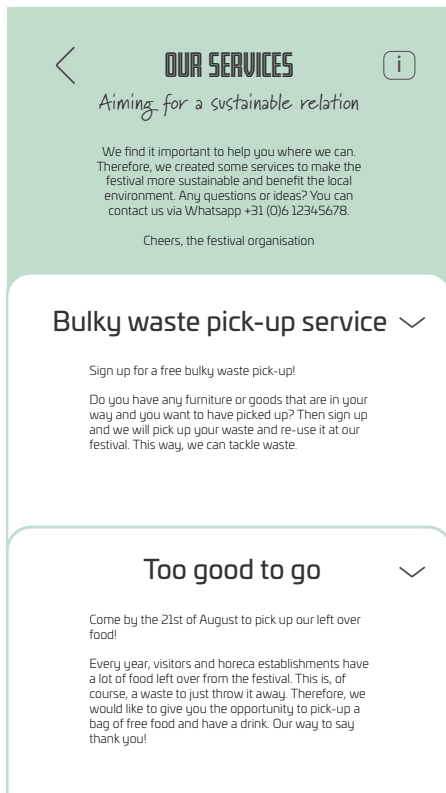 OUR SERVICES
i
Aiming for a sustainable relation
We find it important to help you where we can.
Therefore, we created some services to make the
festival more sustainable and benefit the local
environment. Any questions or ideas? You can
contact us via Whatsapp +31 (0)6 12345678.
Cheers, the festival organisation
Bulky waste pick-up service
Sign up for a free bulky waste pick-up!
Do you have any furniture or goods that are in your
way and you want to have picked up? Then sign up
and we will pick up your waste and re-use it at our
festival. This way, we can tackle waste.
Too good to go
Come by the 21st of August to pick up our left over
food!
Every year, visitors and horeca establishments have
a lot of food left over from the festival. This is, of
course, a waste to just throw it away. Therefore, we
would like to give you the opportunity to pick-up a
bag of free food and have a drink. Our way to say
thank you!